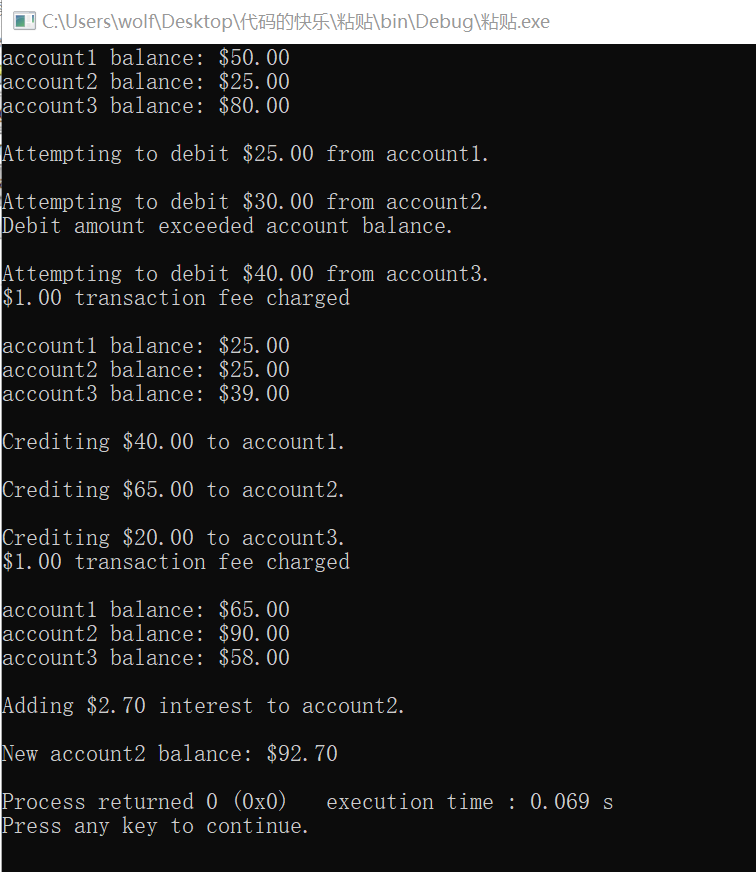 C:\Users\wolf\Desktop\代码的快乐\粘贴\bin\Debug\粘贴.exe
account1 balance: $50.00
account2 balance: $25.00
account3 balance: $80.00
Attempting to debit $25.00 from account1.
Attempting to debit $30.00 from account2.
Debit amount exceeded account balance.
Attempting to debit $40.00 from account3.
$1.00 transaction fee charged
account1 balance: $25.00
account2 balance: $25.00
account3 balance: $39.00
Crediting $40.00 to account1.
Crediting $65.00 to account2.
Crediting $20.00 to account3.
$1.00 transaction fee charged
account1 balance: $65.00
account2 balance: $90.00
account3 balance: $58.00
Adding $2.70 interest to account2.
New account2 balance: $92.70
Process returned 0 (0x0)   execution time : 0.069 s
Press any key to continue.